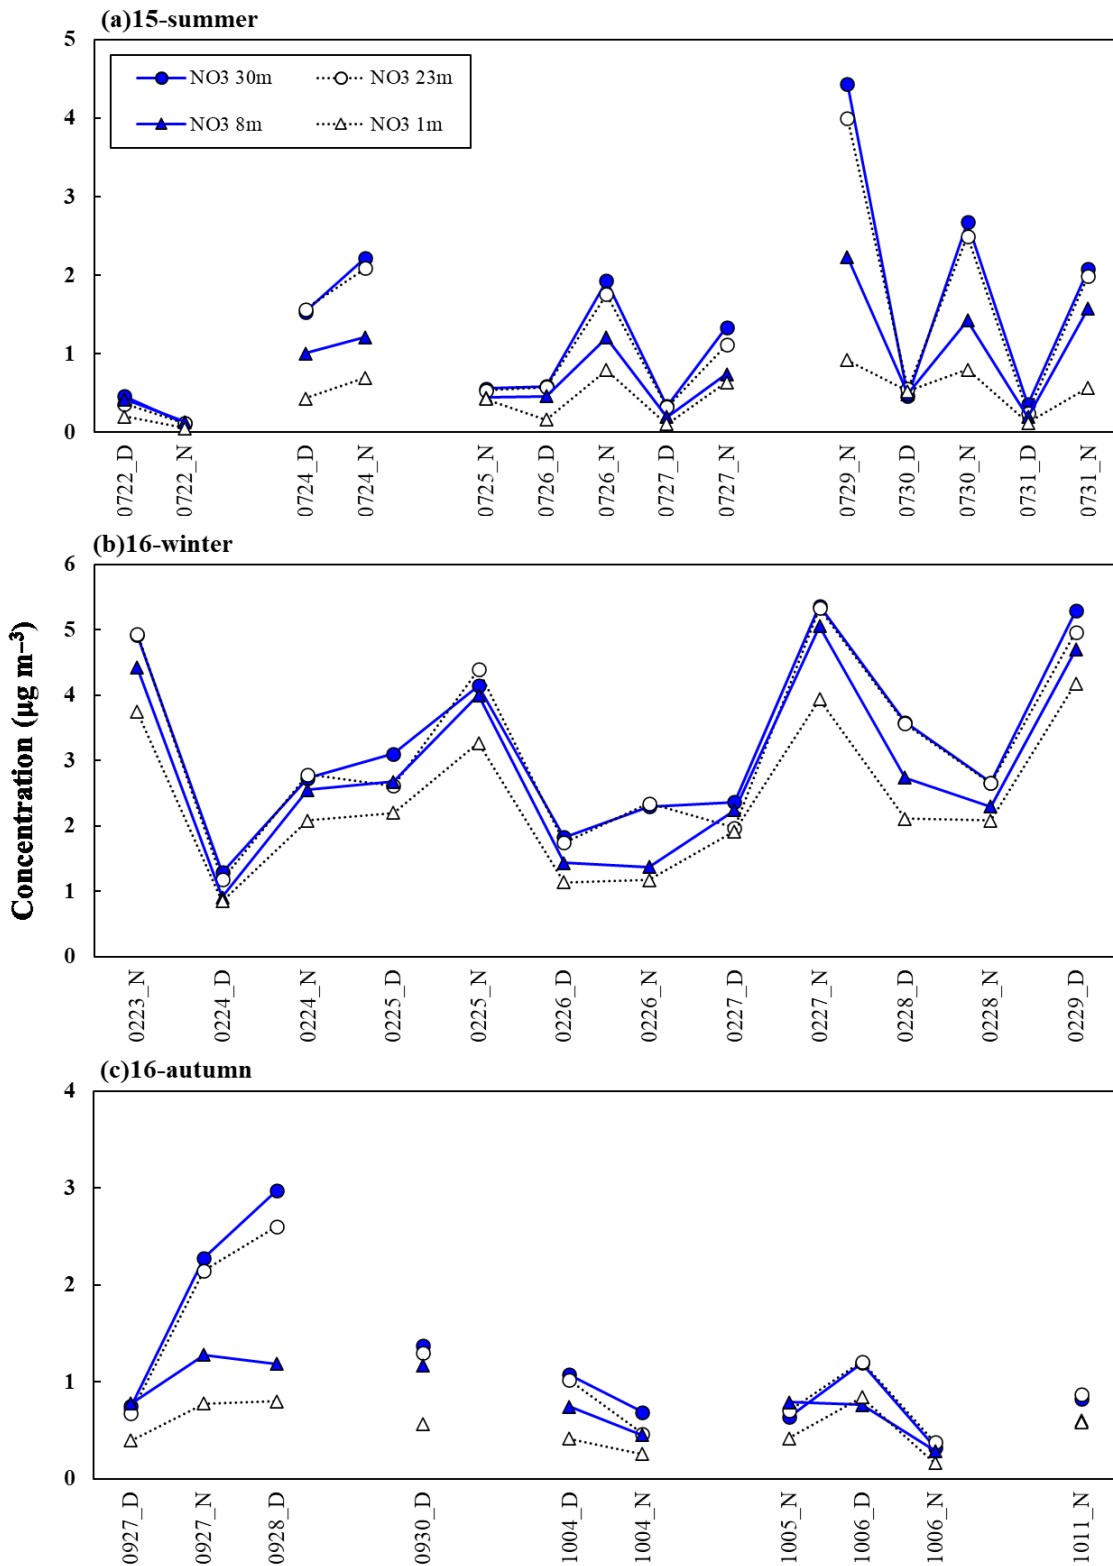 (a)15-summer
5
4
3
2
1
0
NO3 30m
NO3 23m
NO3 8m
NO3 1m
0722_D
0722_N
0724_D
0724_N
0725_N
0726_D
0726_N
0727_D
0727_N
0729_N
0730_D
0730_N
0731_D
0731_N
(b)16-winter
Concentration (μg m⁻³)
6
5
4
3
2
1
0
0223_N
0224_D
0224_N
0225_D
0225_N
0226_D
0226_N
0227_D
0227_N
0228_D
0228_N
0229_D
(c)16-autumn
4
3
2
1
0
0927_D
0927_N
0928_D
0930_D
1004_D
1004_N
1005_N
1006_D
1006_N
1011_N